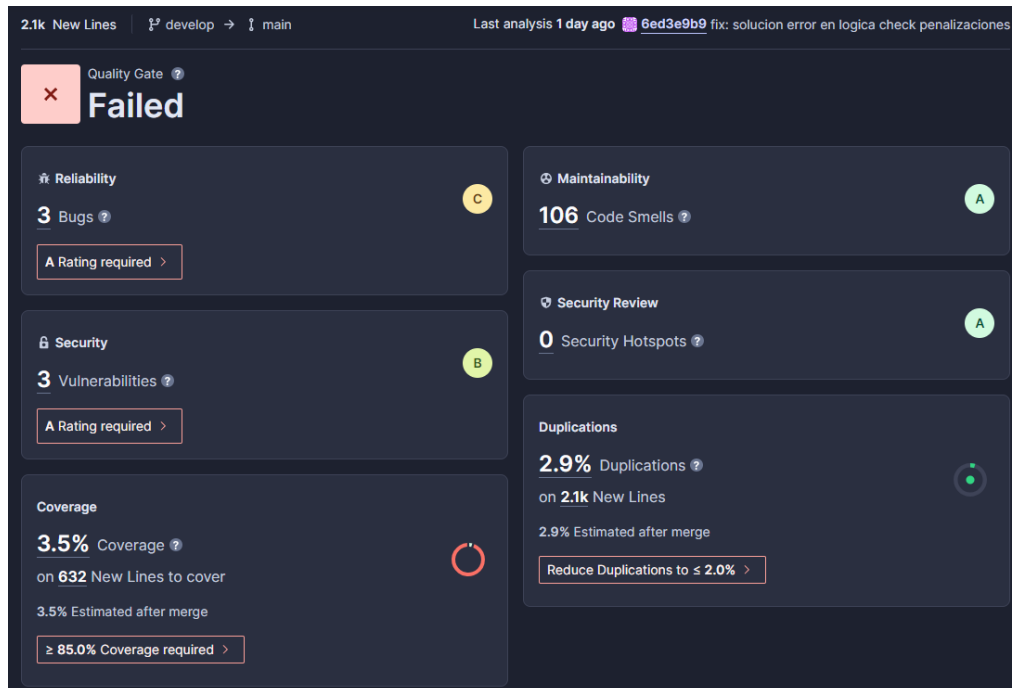 2.1k New Lines develop → main Last analysis 1 day ago 6ed3e9b9 fix: solucion error en logica check penalizaciones
Quality Gate ?
Failed
Reliability
3 Bugs ?
C
A Rating required >
Security
3 Vulnerabilities ?
B
A Rating required >
Coverage
3.5% Coverage ?
on 632 New Lines to cover
3.5% Estimated after merge
≥ 85.0% Coverage required >
Maintainability
106 Code Smells ?
A
Security Review
0 Security Hotspots ?
A
Duplications
2.9% Duplications ?
on 2.1k New Lines
2.9% Estimated after merge
Reduce Duplications to ≤ 2.0% >